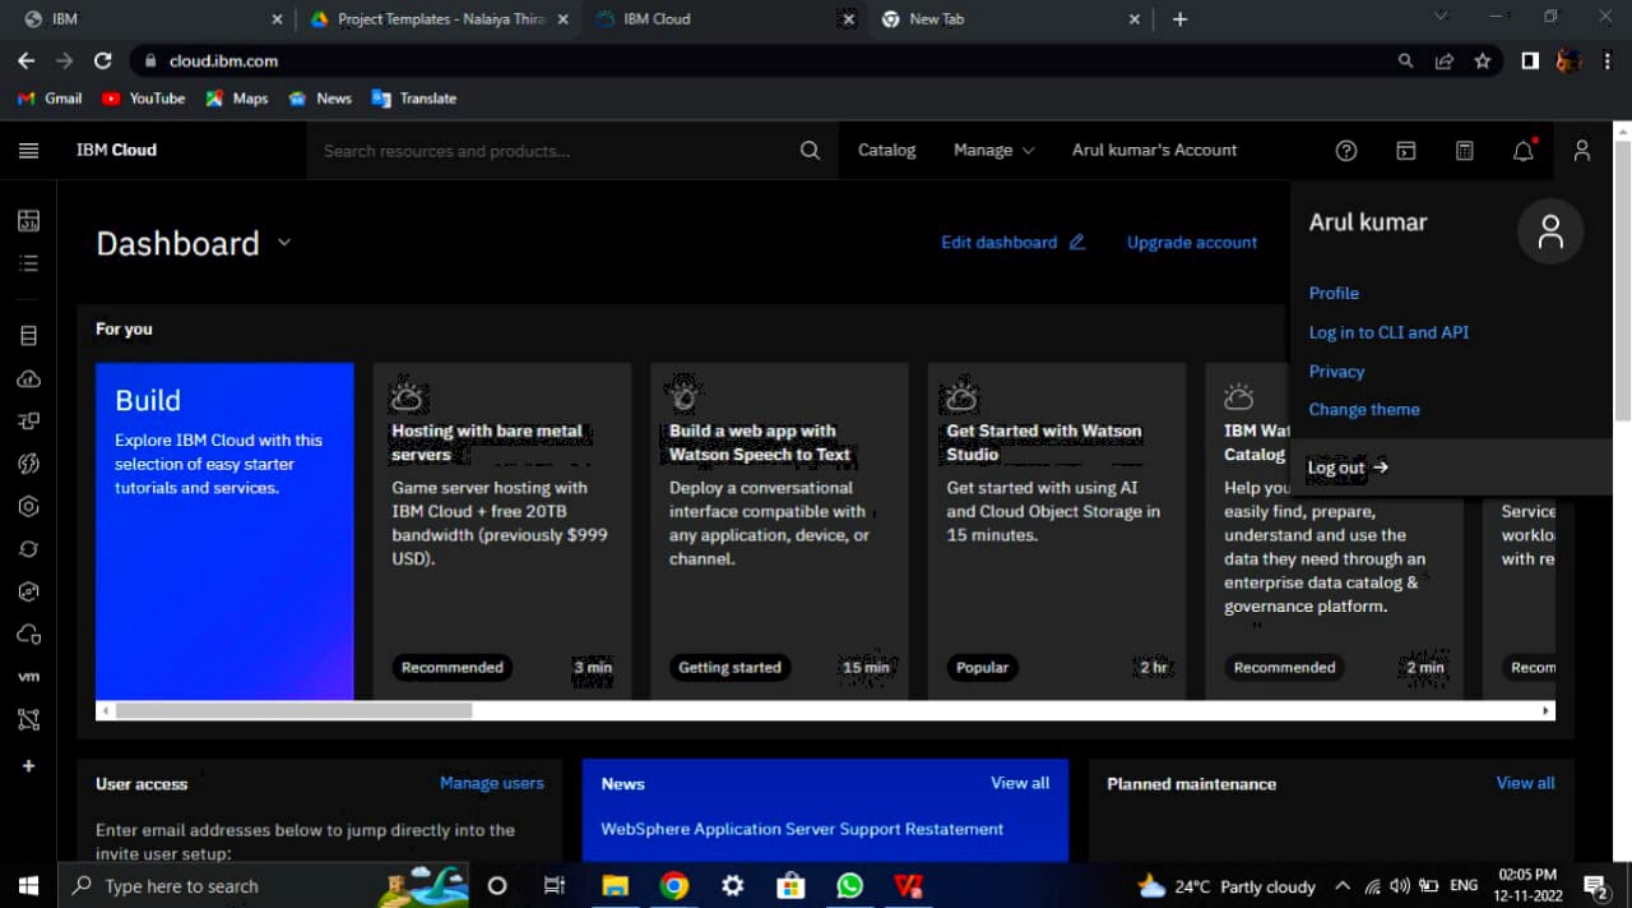 IBM
Project Templates - Nalaiya Thira
IBM Cloud
New Tab
cloud.ibm.com
Gmail
YouTube
Maps
News
Translate
IBM Cloud
Search resources and products...
Catalog
Manage
Arul kumar's Account
Dashboard
Edit dashboard
Upgrade account
Arul kumar
Profile
Log in to CLI and API
Privacy
Change theme
Log out →
For you
Build
Explore IBM Cloud with this
selection of easy starter
tutorials and services.
Hosting with bare metal
servers
Game server hosting with
IBM Cloud + free 20TB
bandwidth (previously $999
USD).
Recommended
3 min
Build a web app with
Watson Speech to Text
Deploy a conversational
interface compatible with
any application, device, or
channel.
Getting started
15 min
Get Started with Watson
Studio
Get started with using AI
and Cloud Object Storage in
15 minutes.
Popular
2 hr
IBM Wat
Catalog
Help you
easily find, prepare,
understand and use the
data they need through an
enterprise data catalog &
governance platform.
Recommended
2 min
Service
worklo
with re
Recom
vm
User access
Manage users
Enter email addresses below to jump directly into the
invite user setup:
News
View all
WebSphere Application Server Support Restatement
Planned maintenance
View all
Type here to search
24°C Partly cloudy
ENG
02:05 PM
12-11-2022
2